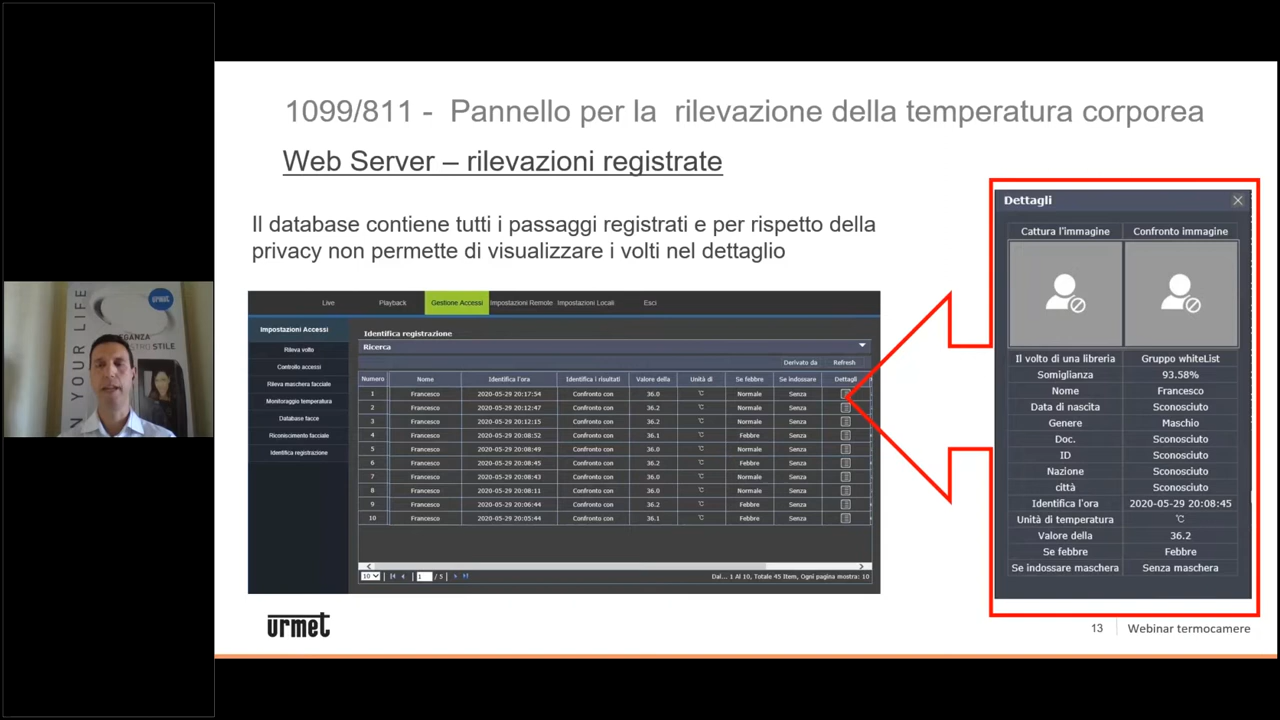 1099/811 - Pannello per la rilevazione della temperatura corporea
Web Server – rilevazioni registrate
Il database contiene tutti i passaggi registrati e per rispetto della
privacy non permette di visualizzare i volti nel dettaglio
Live Playback Gestione Accessi Impostazioni Remote Impostazioni Locali Esci
Impostazioni Accessi
Rileva volto
Controllo accessi
Rileva maschera facciale
Monitoraggio temperatura
Database facce
Riconoscimento facciale
Identifica registrazione
Identifica registrazione
Ricerca
Derivato da Refresh
Numero Nome Identifica l'ora Identifica i risultati Valore della Unità di Se febbre Se indossare Dettagli
1 Francesco 2020-05-29 20:17:54 Confronto con 36.0 ℃ Normale Senza
2 Francesco 2020-05-29 20:12:47 Confronto con 36.2 ℃ Normale Senza
3 Francesco 2020-05-29 20:12:15 Confronto con 36.2 ℃ Normale Senza
4 Francesco 2020-05-29 20:08:52 Confronto con 36.1 ℃ Febbre Senza
5 Francesco 2020-05-29 20:08:49 Confronto con 36.0 ℃ Normale Senza
6 Francesco 2020-05-29 20:08:45 Confronto con 36.2 ℃ Febbre Senza
7 Francesco 2020-05-29 20:08:43 Confronto con 36.0 ℃ Normale Senza
8 Francesco 2020-05-29 20:08:11 Confronto con 36.0 ℃ Normale Senza
9 Francesco 2020-05-29 20:06:44 Confronto con 36.2 ℃ Febbre Senza
10 Francesco 2020-05-29 20:05:44 Confronto con 36.1 ℃ Febbre Senza
10 1 / 5 Dal... 1 Al 10, Totale 45 Item, Ogni pagina mostra: 10
Dettagli
Cattura l'immagine Confronto immagine
Il volto di una libreria Gruppo whiteList
Somiglianza 93.58%
Nome Francesco
Data di nascita Sconosciuto
Genere Maschio
Doc. Sconosciuto
ID Sconosciuto
Nazione Sconosciuto
città Sconosciuto
Identifica l'ora 2020-05-29 20:08:45
Unità di temperatura ℃
Valore della 36.2
Se febbre Febbre
Se indossare maschera Senza maschera
urmet
13 Webinar termocamere
urmet
N YOUR LIFE
EGANZA
STRO STILE